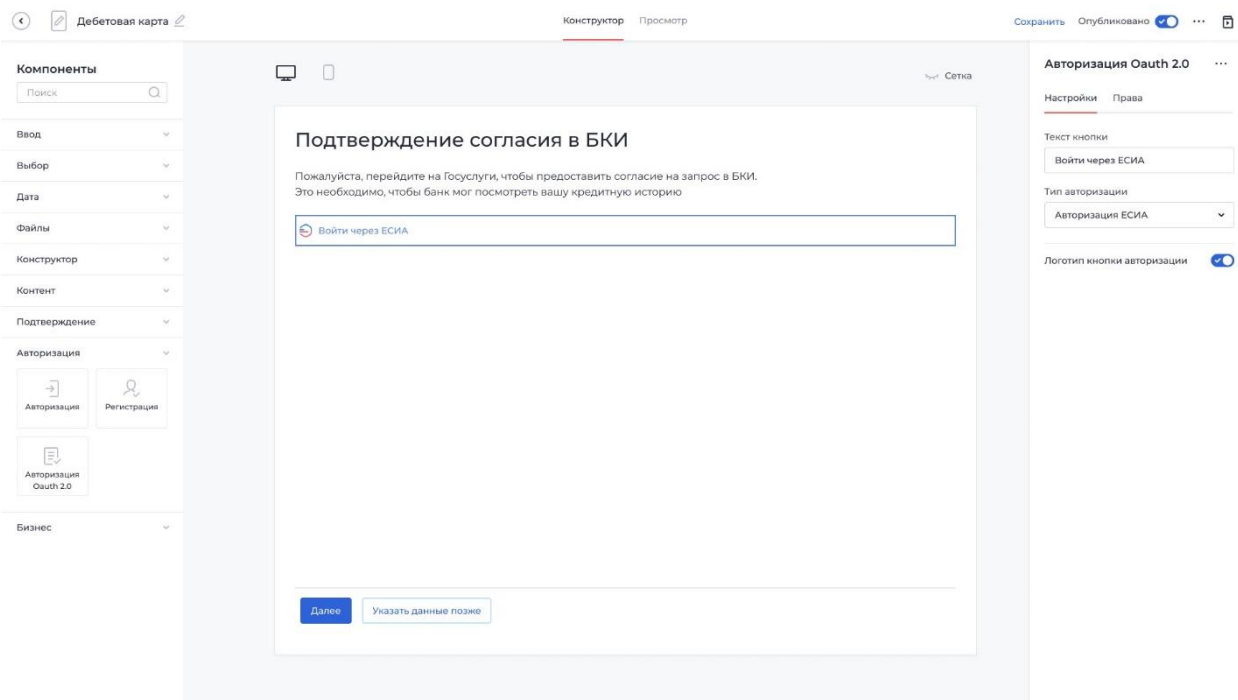 Дебетовая карта
Конструктор Просмотр
Сохранить Опубликовано
Компоненты
Поиск
Ввод
Выбор
Дата
Файлы
Конструктор
Контент
Подтверждение
Авторизация
Авторизация Регистрация
Авторизация
Oauth 2.0
Бизнес
Сетка
Подтверждение согласия в БКИ
Пожалуйста, перейдите на Госуслуги, чтобы предоставить согласие на запрос в БКИ.
Это необходимо, чтобы банк мог посмотреть вашу кредитную историю
Войти через ЕСИА
Далее Указать данные позже
Авторизация Oauth 2.0
Настройки Права
Текст кнопки
Войти через ЕСИА
Тип авторизации
Авторизация ЕСИА
Логотип кнопки авторизации